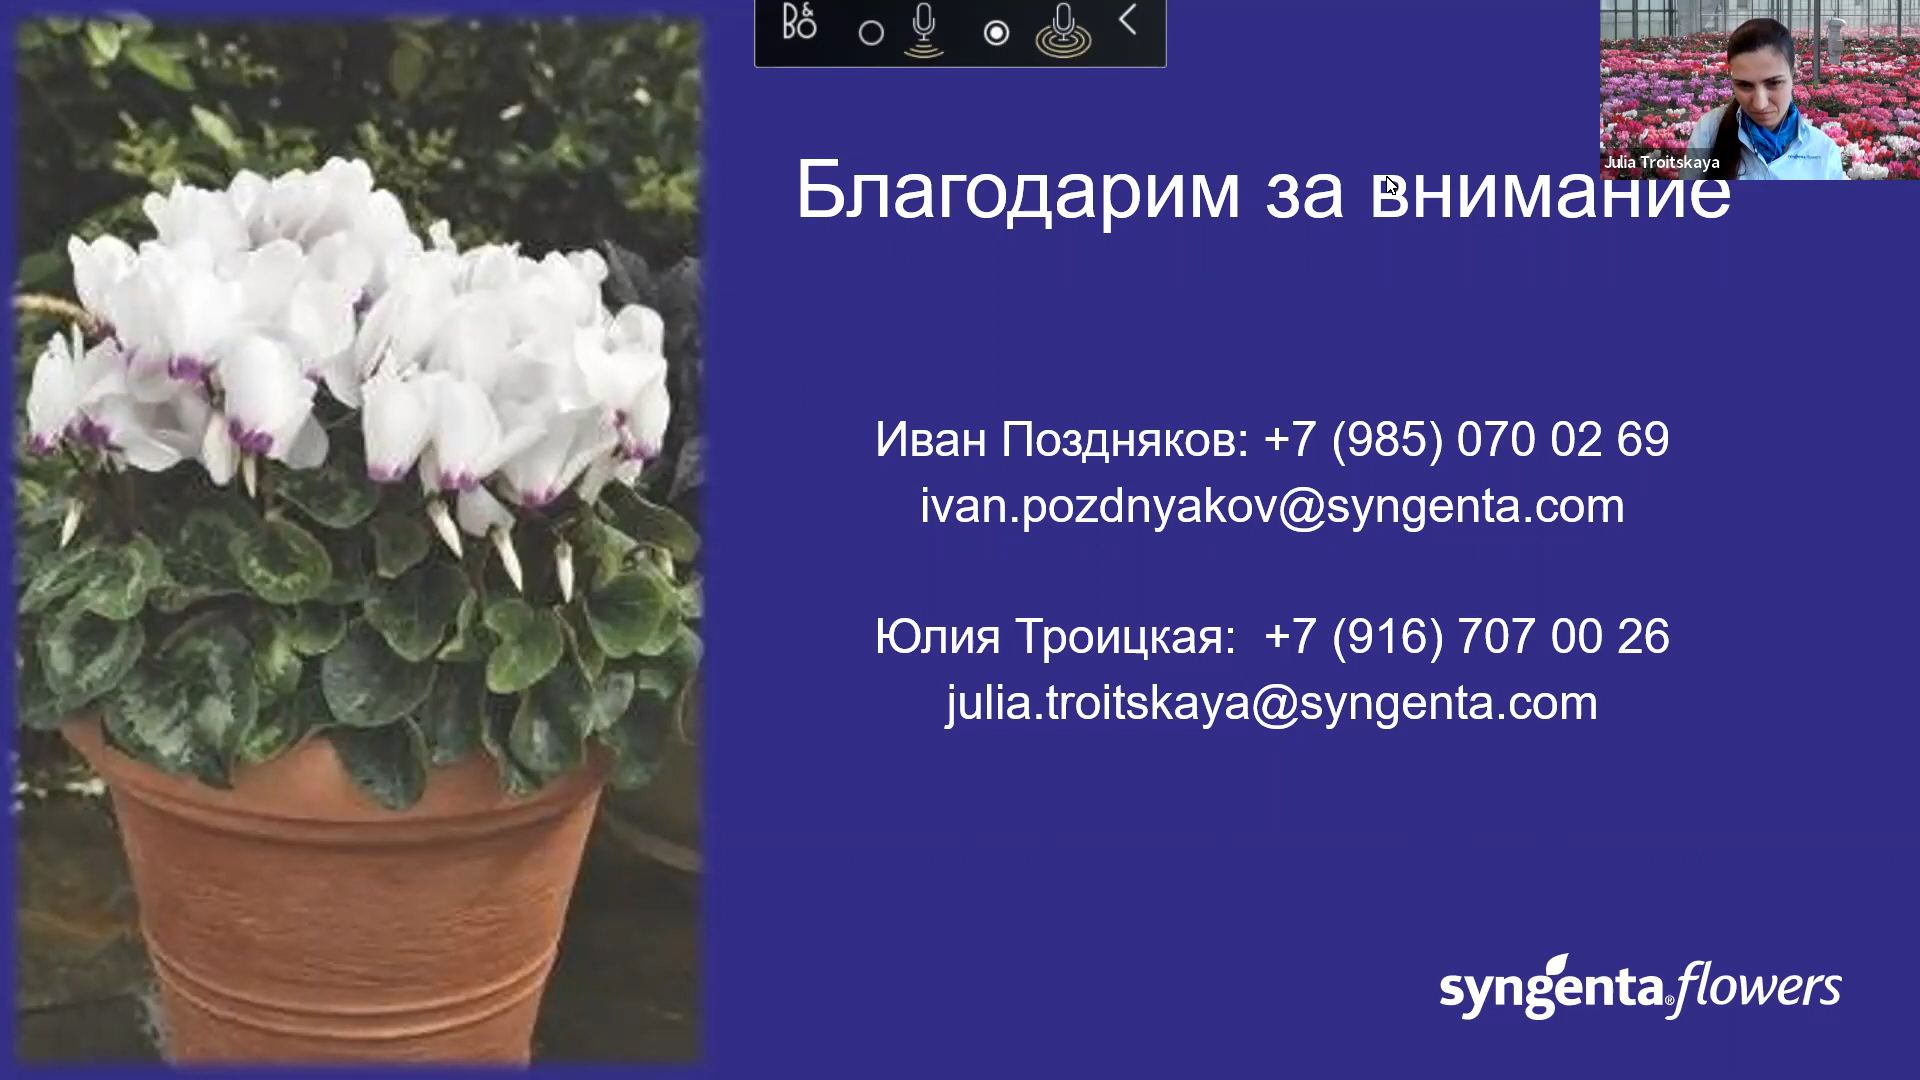 B&O
Julia Troitskaya
Благодарим за внимание
Иван Поздняков: +7 (985) 070 02 69
ivan.pozdnyakov@syngenta.com
Юлия Троицкая: +7 (916) 707 00 26
julia.troitskaya@syngenta.com
syngenta® flowers